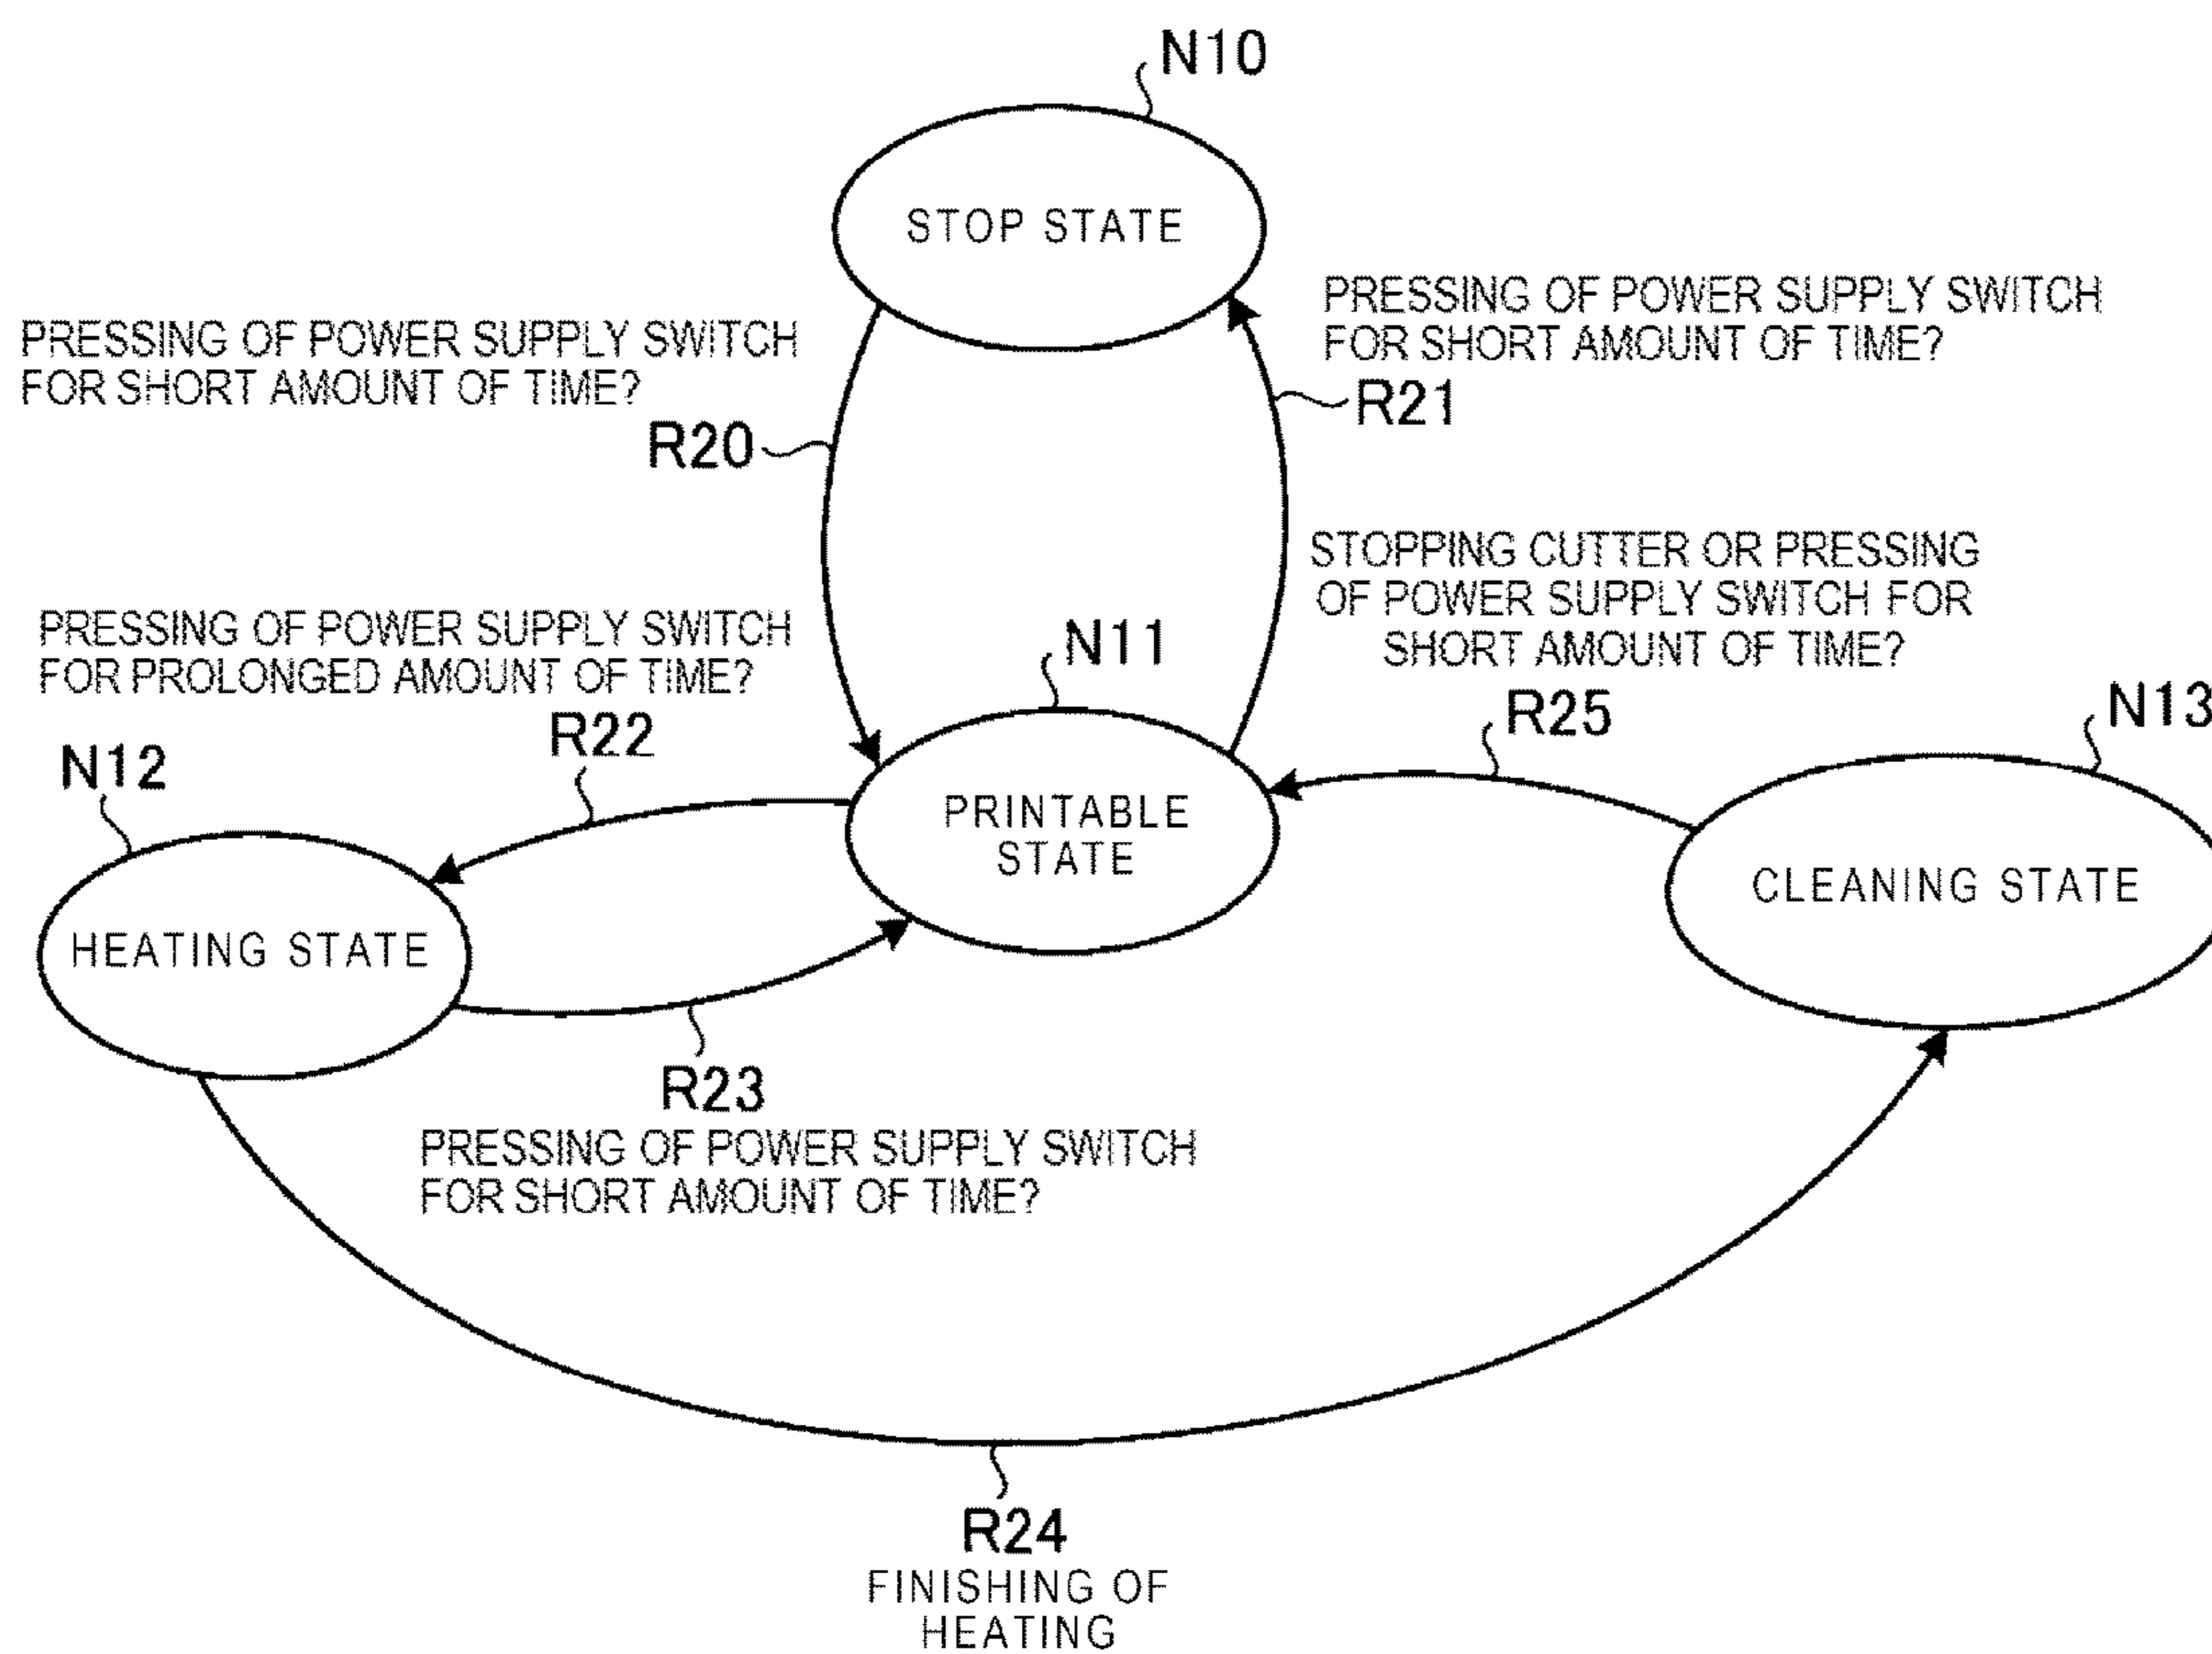 N10
STOP STATE
PRESSING OF POWER SUPPLY SWITCH
FOR SHORT AMOUNT OF TIME?
R20
PRESSING OF POWER SUPPLY SWITCH
FOR SHORT AMOUNT OF TIME?
R21
STOPPING CUTTER OR PRESSING
OF POWER SUPPLY SWITCH FOR
SHORT AMOUNT OF TIME?
R25
PRESSING OF POWER SUPPLY SWITCH
FOR PROLONGED AMOUNT OF TIME?
R22
N11
N13
N12
PRINTABLE
STATE
CLEANING STATE
HEATING STATE
R23
PRESSING OF POWER SUPPLY SWITCH
FOR SHORT AMOUNT OF TIME?
R24
FINISHING OF
HEATING